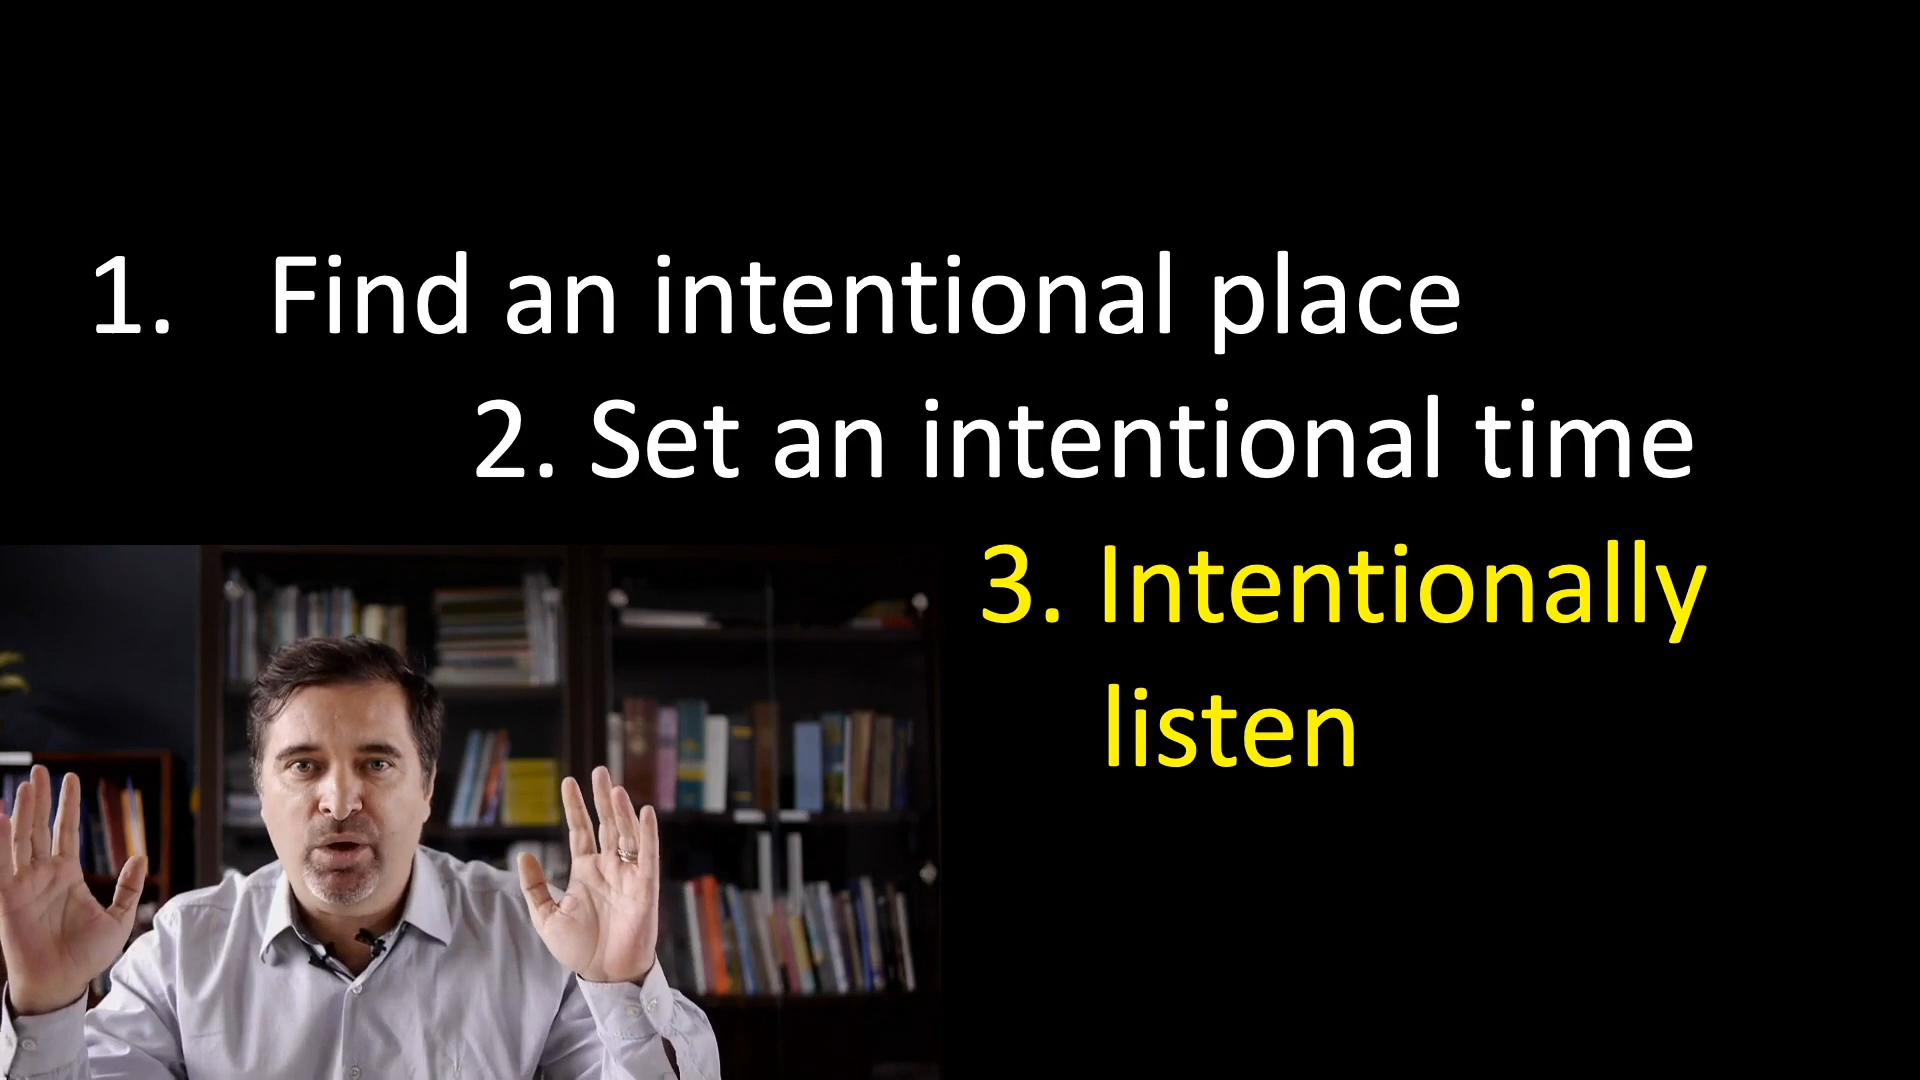 1. Find an intentional place
2. Set an intentional time
3. Intentionally
listen